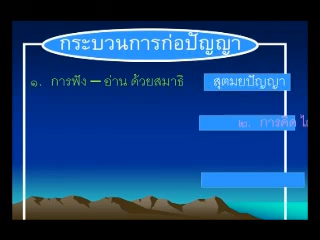 กระบวนการก่อปัญญา
๑. การฟัง – อ่าน ด้วยสมาธิ สุตมยปัญญา
๒. การคิด